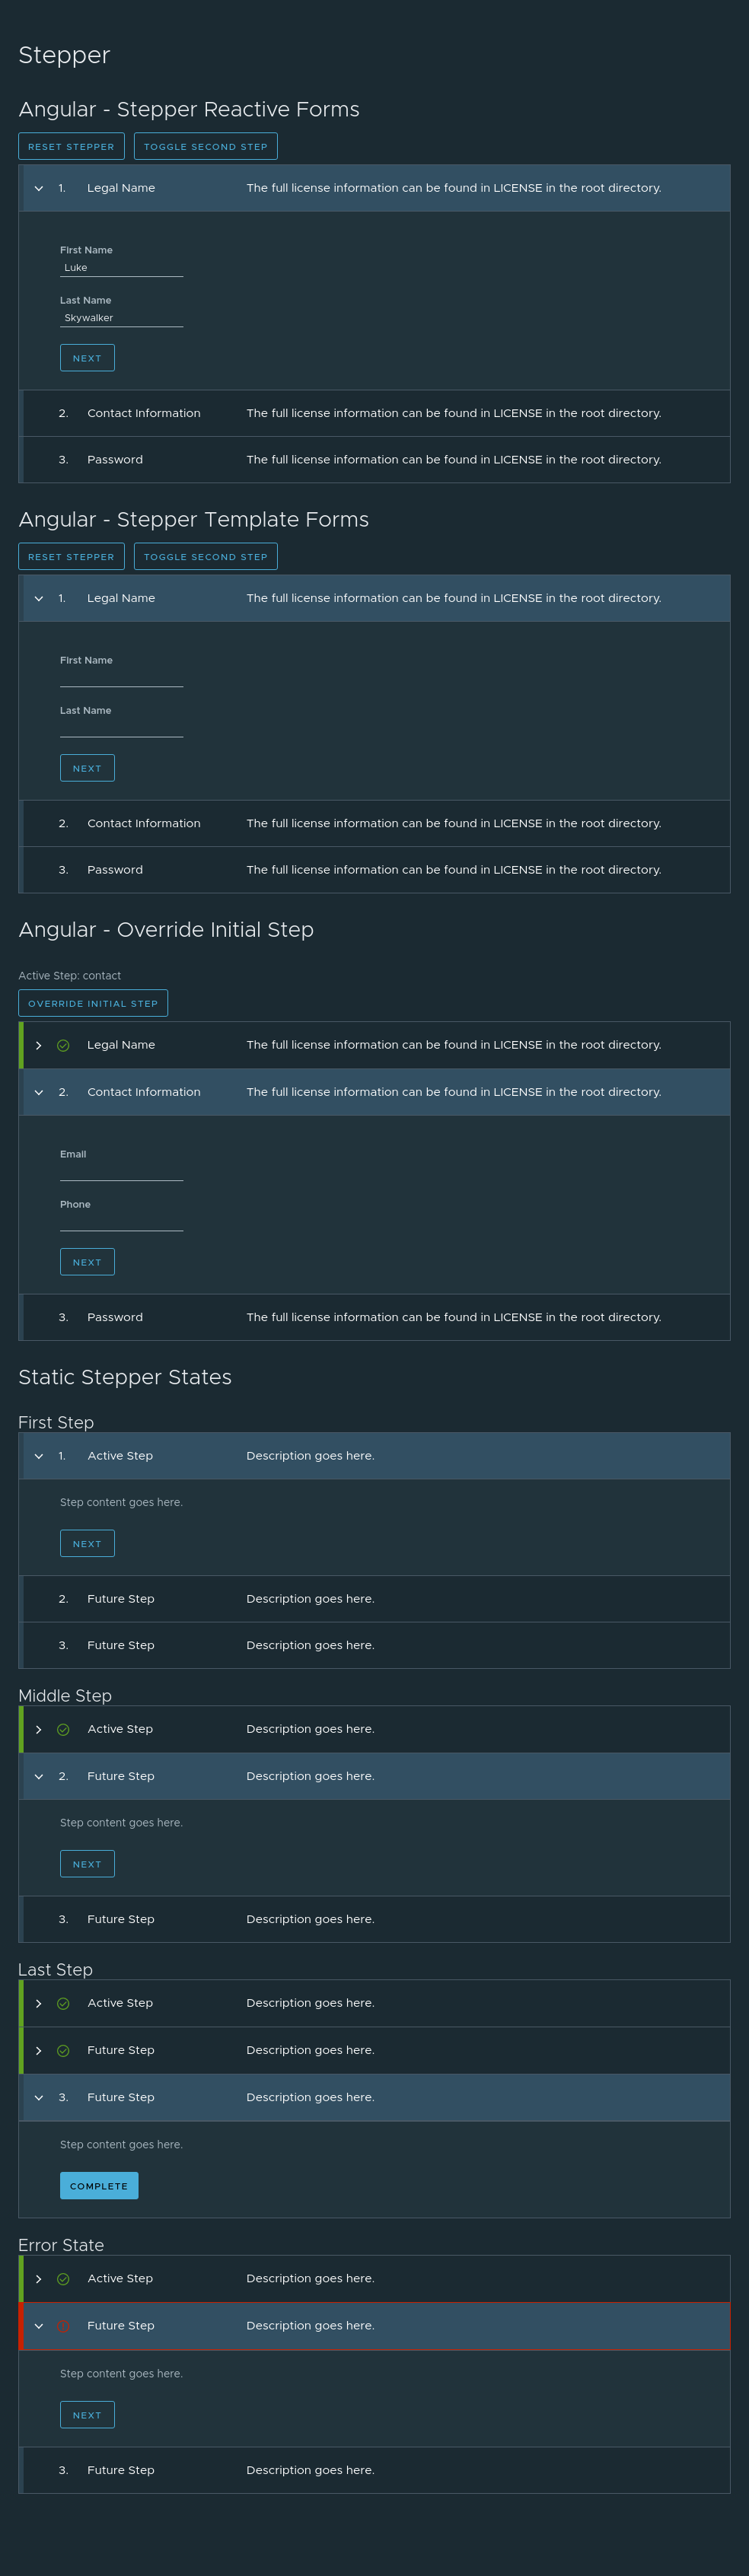 Stepper
Angular - Stepper Reactive Forms
RESET STEPPER TOGGLE SECOND STEP
1. Legal Name The full license information can be found in LICENSE in the root directory.
First Name
Luke
Last Name
Skywalker
NEXT
2. Contact Information The full license information can be found in LICENSE in the root directory.
3. Password The full license information can be found in LICENSE in the root directory.
Angular - Stepper Template Forms
RESET STEPPER TOGGLE SECOND STEP
1. Legal Name The full license information can be found in LICENSE in the root directory.
First Name
Last Name
NEXT
2. Contact Information The full license information can be found in LICENSE in the root directory.
3. Password The full license information can be found in LICENSE in the root directory.
Angular - Override Initial Step
Active Step: contact
OVERRIDE INITIAL STEP
Legal Name The full license information can be found in LICENSE in the root directory.
2. Contact Information The full license information can be found in LICENSE in the root directory.
Email
Phone
NEXT
3. Password The full license information can be found in LICENSE in the root directory.
Static Stepper States
First Step
1. Active Step Description goes here.
Step content goes here.
NEXT
2. Future Step Description goes here.
3. Future Step Description goes here.
Middle Step
Active Step Description goes here.
2. Future Step Description goes here.
Step content goes here.
NEXT
3. Future Step Description goes here.
Last Step
Active Step Description goes here.
Future Step Description goes here.
3. Future Step Description goes here.
Step content goes here.
COMPLETE
Error State
Active Step Description goes here.
Future Step Description goes here.
Step content goes here.
NEXT
3. Future Step Description goes here.